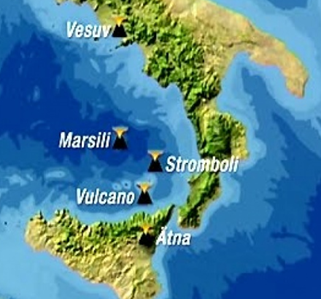 Vesuv
Marsili
Stromboli
Vulcano
Ätna